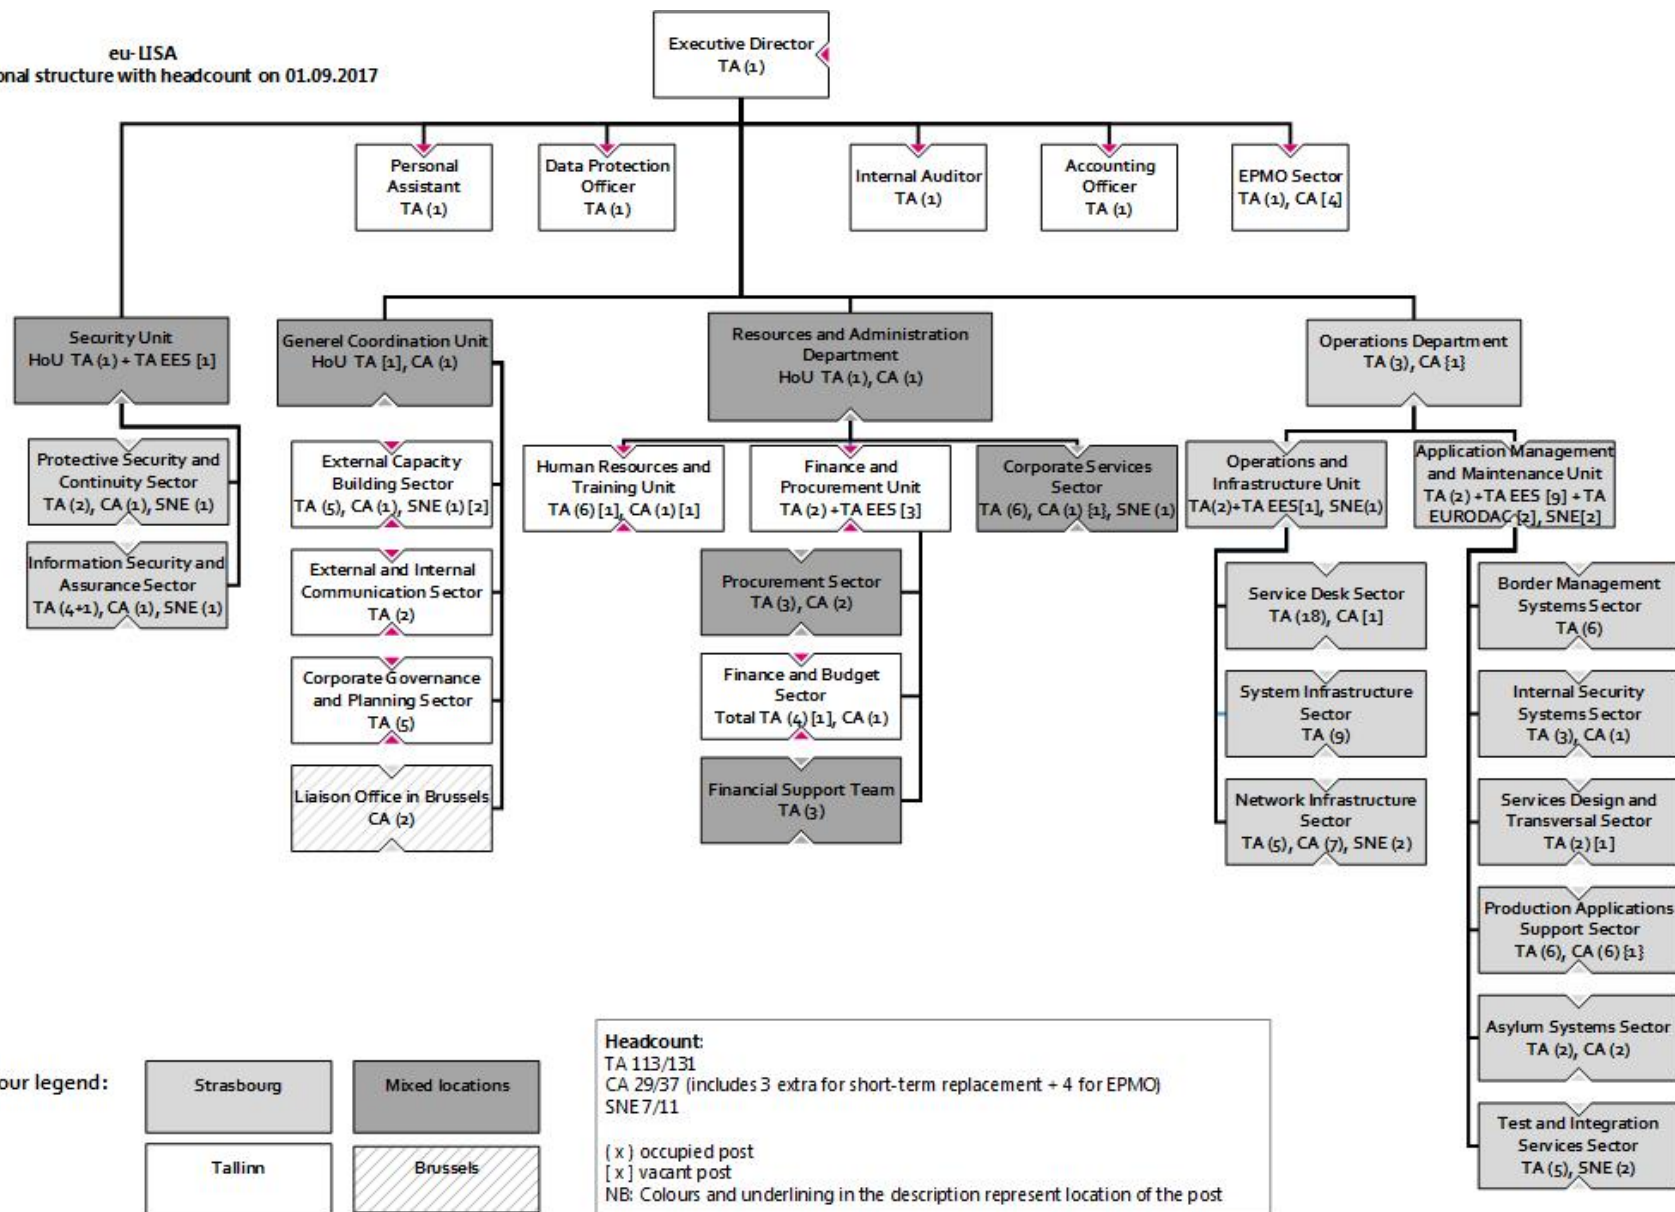 eu-LISA
onal structure with headcount on 01.09.2017
Executive Director
TA (1)
Personal
Assistant
TA (1)
Data Protection
Officer
TA (1)
Internal Auditor
TA (1)
Accounting
Officer
TA (1)
EPMO Sector
TA (1), CA [4]
Security Unit
HoU TA (1) + TA EES [1]
Generel Coordination Unit
HoU TA [1], CA (1)
Resources and Administration
Department
HoU TA (1), CA (1)
Operations Department
TA (3), CA [1}
Protective Security and
Continuity Sector
TA (2), CA (1), SNE (1)
Information Security and
Assurance Sector
TA (4+1), CA (1), SNE (1)
External Capacity
Building Sector
TA (5), CA (1), SNE (1) [2]
External and Internal
Communication Sector
TA (2)
Corporate Governance
and Planning Sector
TA (5)
Liaison Office in Brussels
CA (2)
Human Resources and
Training Unit
TA (6) [1], CA (1) [1]
Finance and
Procurement Unit
TA (2) +TA EES [3]
Corporate Services
Sector
TA (6), CA (1) [1}, SNE (1)
Procurement Sector
TA (3), CA (2)
Finance and Budget
Sector
Total TA (4) [1], CA (1)
Financial Support Team
TA (3)
Operations and
Infrastructure Unit
TA(2)+TA EES[1], SNE(1)
Application Management
and Maintenance Unit
TA (2) +TA EES [9] + TA
EURODAC [2], SNE[2]
Service Desk Sector
TA (18), CA [1]
System Infrastructure
Sector
TA (9)
Network Infrastructure
Sector
TA (5), CA (7), SNE (2)
Border Management
Systems Sector
TA (6)
Internal Security
Systems Sector
TA (3), CA (1)
Services Design and
Transversal Sector
TA (2) [1]
Production Applications
Support Sector
TA (6), CA (6) [1}
Asylum Systems Sector
TA (2), CA (2)
Test and Integration
Services Sector
TA (5), SNE (2)
our legend:
Strasbourg
Mixed locations
Tallinn
Brussels
Headcount:
TA 113/131
CA 29/37 (includes 3 extra for short-term replacement + 4 for EPMO)
SNE 7/11
( x ) occupied post
[ x ] vacant post
NB: Colours and underlining in the description represent location of the post